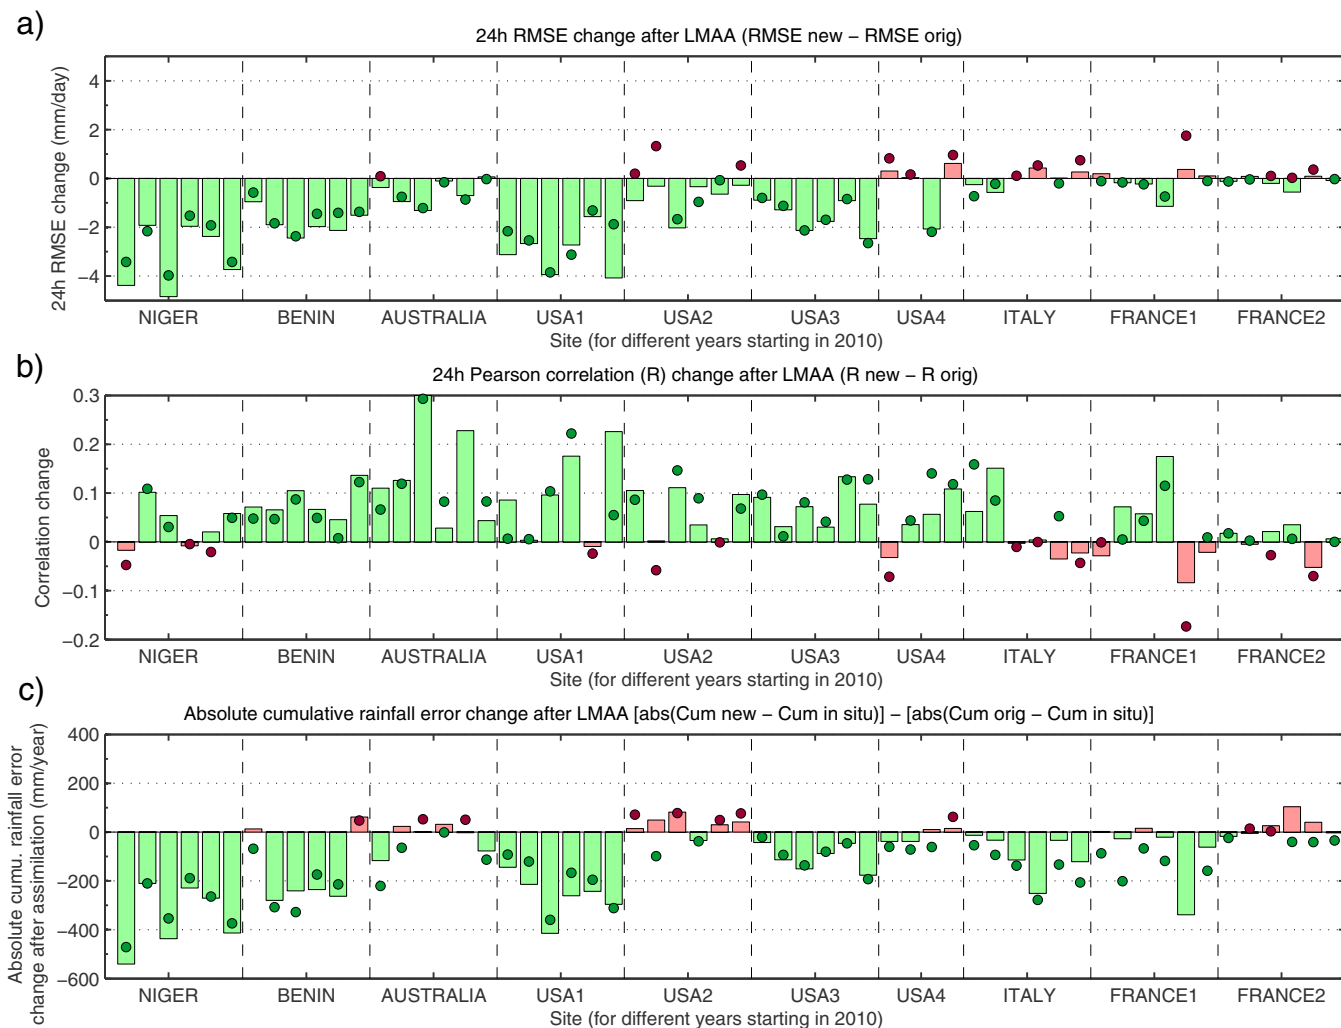 a)
24h RMSE change after LMAA (RMSE new − RMSE orig)
24h RMSE change (mm/day)
4
2
0
−2
−4
NIGER BENIN AUSTRALIA USA1 USA2 USA3 USA4 ITALY FRANCE1 FRANCE2
Site (for different years starting in 2010)
b)
24h Pearson correlation (R) change after LMAA (R new − R orig)
Correlation change
0.3
0.2
0.1
0
−0.1
−0.2
NIGER BENIN AUSTRALIA USA1 USA2 USA3 USA4 ITALY FRANCE1 FRANCE2
Site (for different years starting in 2010)
c)
Absolute cumulative rainfall error change after LMAA [abs(Cum new − Cum in situ)] − [abs(Cum orig − Cum in situ)]
Absolute cumu. rainfall error
change after assimilation (mm/year)
400
200
0
−200
−400
−600
NIGER BENIN AUSTRALIA USA1 USA2 USA3 USA4 ITALY FRANCE1 FRANCE2
Site (for different years starting in 2010)